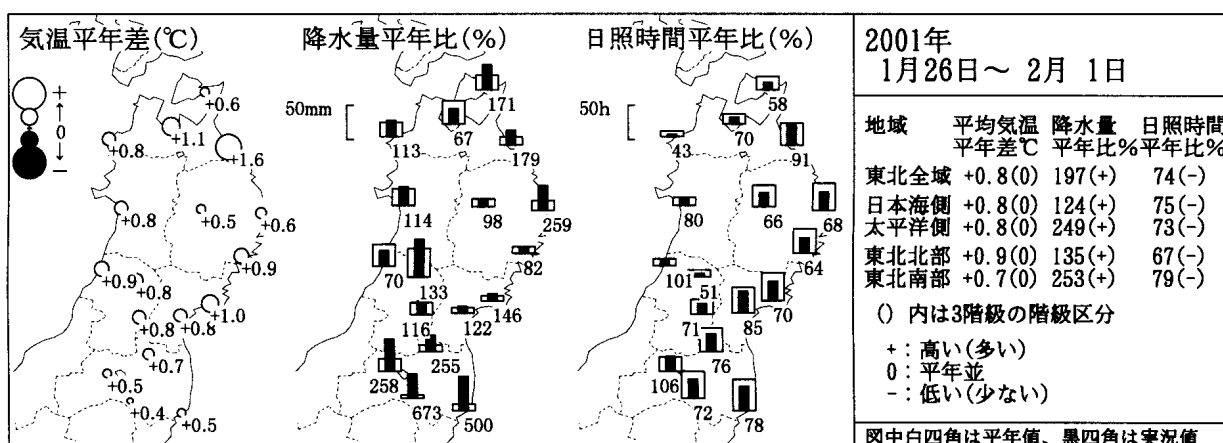 気温平年差(℃)
+
↑
0
↓
-
+0.6
+1.1
+0.8
+1.6
+0.8
+0.5
+0.6
+0.9
+0.9
+0.8
+1.0
+0.8
+0.8
+0.7
+0.5
+0.4
+0.5
降水量平年比(%)
50mm
171
67
113
179
114
98
259
82
70
133
146
116
122
255
258
673
500
日照時間平年比(%)
50h
58
70
43
91
80
66
68
64
101
51
70
71
85
76
106
72
78
2001年
1月26日～ 2月 1日
地域 平均気温 降水量 日照時間
平年差℃ 平年比% 平年比%
東北全域 +0.8(0) 197(+) 74(-)
日本海側 +0.8(0) 124(+) 75(-)
太平洋側 +0.8(0) 249(+) 73(-)
東北北部 +0.9(0) 135(+) 67(-)
東北南部 +0.7(0) 253(+) 79(-)
() 内は3階級の階級区分
+：高い(多い)
0：平年並
-：低い(少ない)
図中白四角は平年値、黒四角は実況値